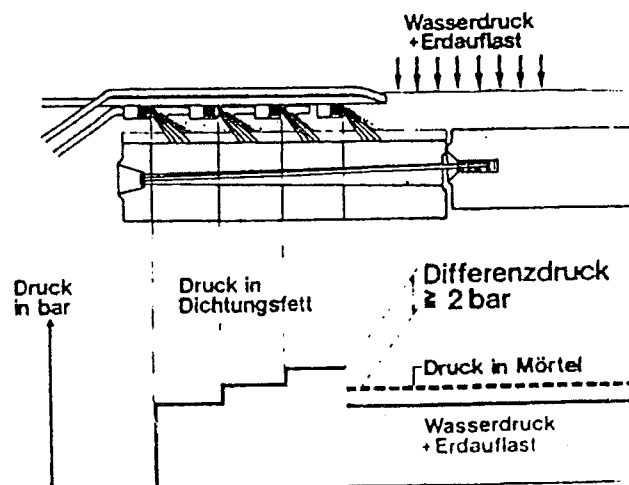 Wasserdruck
+Erdauflast
Druck
in bar
Druck in
Dichtungsfett
Differenzdruck
≧ 2 bar
Druck in Mörtel
Wasserdruck
+Erdauflast